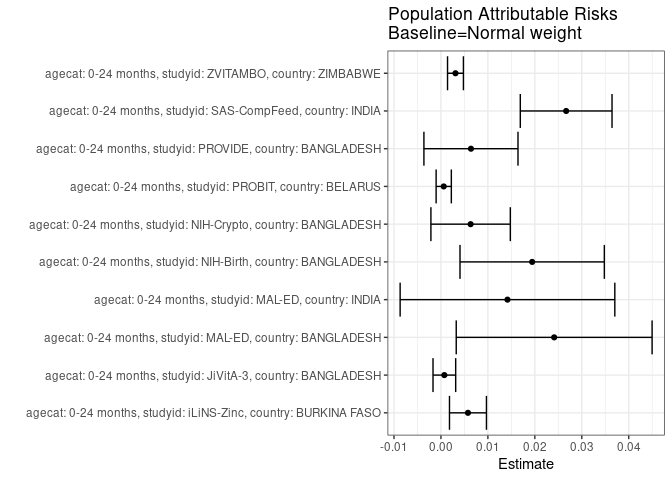 Population Attributable Risks
Baseline=Normal weight
agecat: 0-24 months, studyid: ZVITAMBO, country: ZIMBABWE
agecat: 0-24 months, studyid: SAS-CompFeed, country: INDIA
agecat: 0-24 months, studyid: PROVIDE, country: BANGLADESH
agecat: 0-24 months, studyid: PROBIT, country: BELARUS
agecat: 0-24 months, studyid: NIH-Crypto, country: BANGLADESH
agecat: 0-24 months, studyid: NIH-Birth, country: BANGLADESH
agecat: 0-24 months, studyid: MAL-ED, country: INDIA
agecat: 0-24 months, studyid: MAL-ED, country: BANGLADESH
agecat: 0-24 months, studyid: JiVitA-3, country: BANGLADESH
agecat: 0-24 months, studyid: iLiNS-Zinc, country: BURKINA FASO
-0.01 0.00 0.01 0.02 0.03 0.04
Estimate